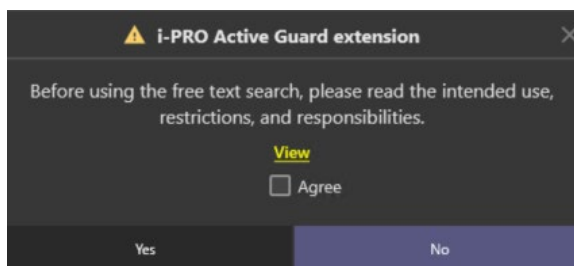 i-PRO Active Guard extension
Before using the free text search, please read the intended use,
restrictions, and responsibilities.
View
Agree
Yes
No